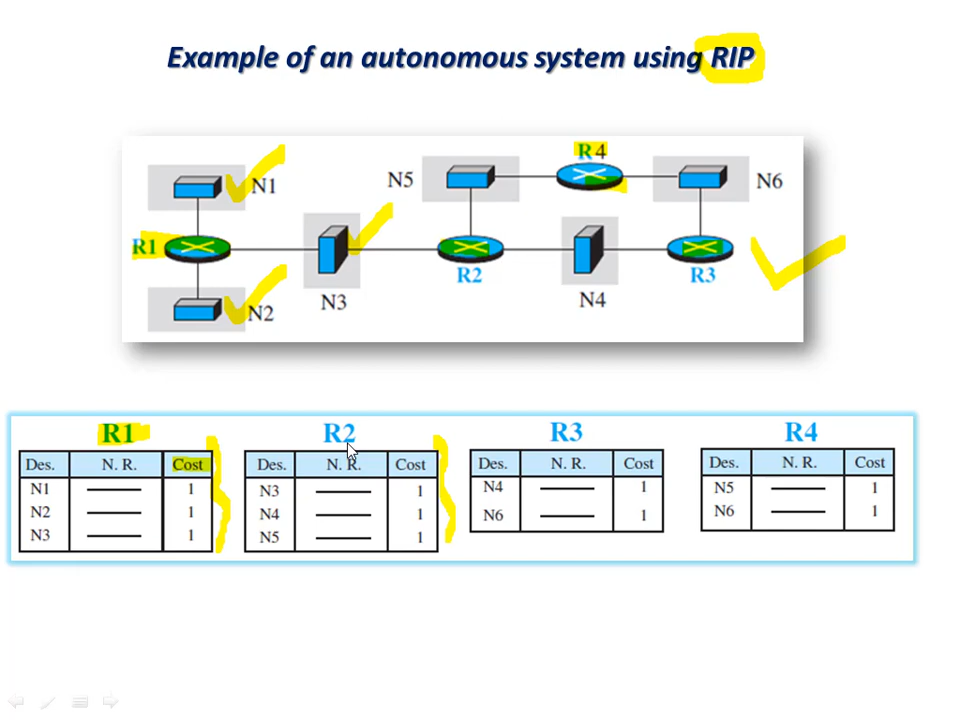 Example of an autonomous system using RIP
N1
N5
R4
N6
R1
R2
R3
N2
N3
N4
R1
Des. N. R. Cost
N1 1
N2 1
N3 1
R2
Des. N. R. Cost
N3 1
N4 1
N5 1
R3
Des. N. R. Cost
N4 1
N6 1
R4
Des. N. R. Cost
N5 1
N6 1